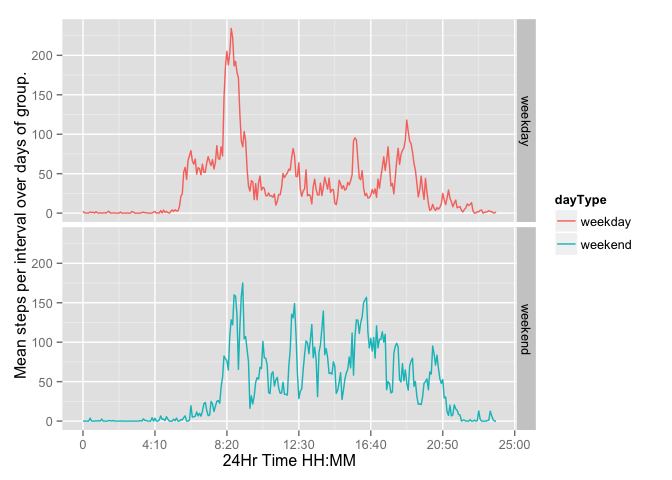 Mean steps per interval over days of group.
200
150
100
50
0
weekday
200
150
100
50
0
weekend
0 4:10 8:20 12:30 16:40 20:50 25:00
24Hr Time HH:MM
dayType
weekday
weekend